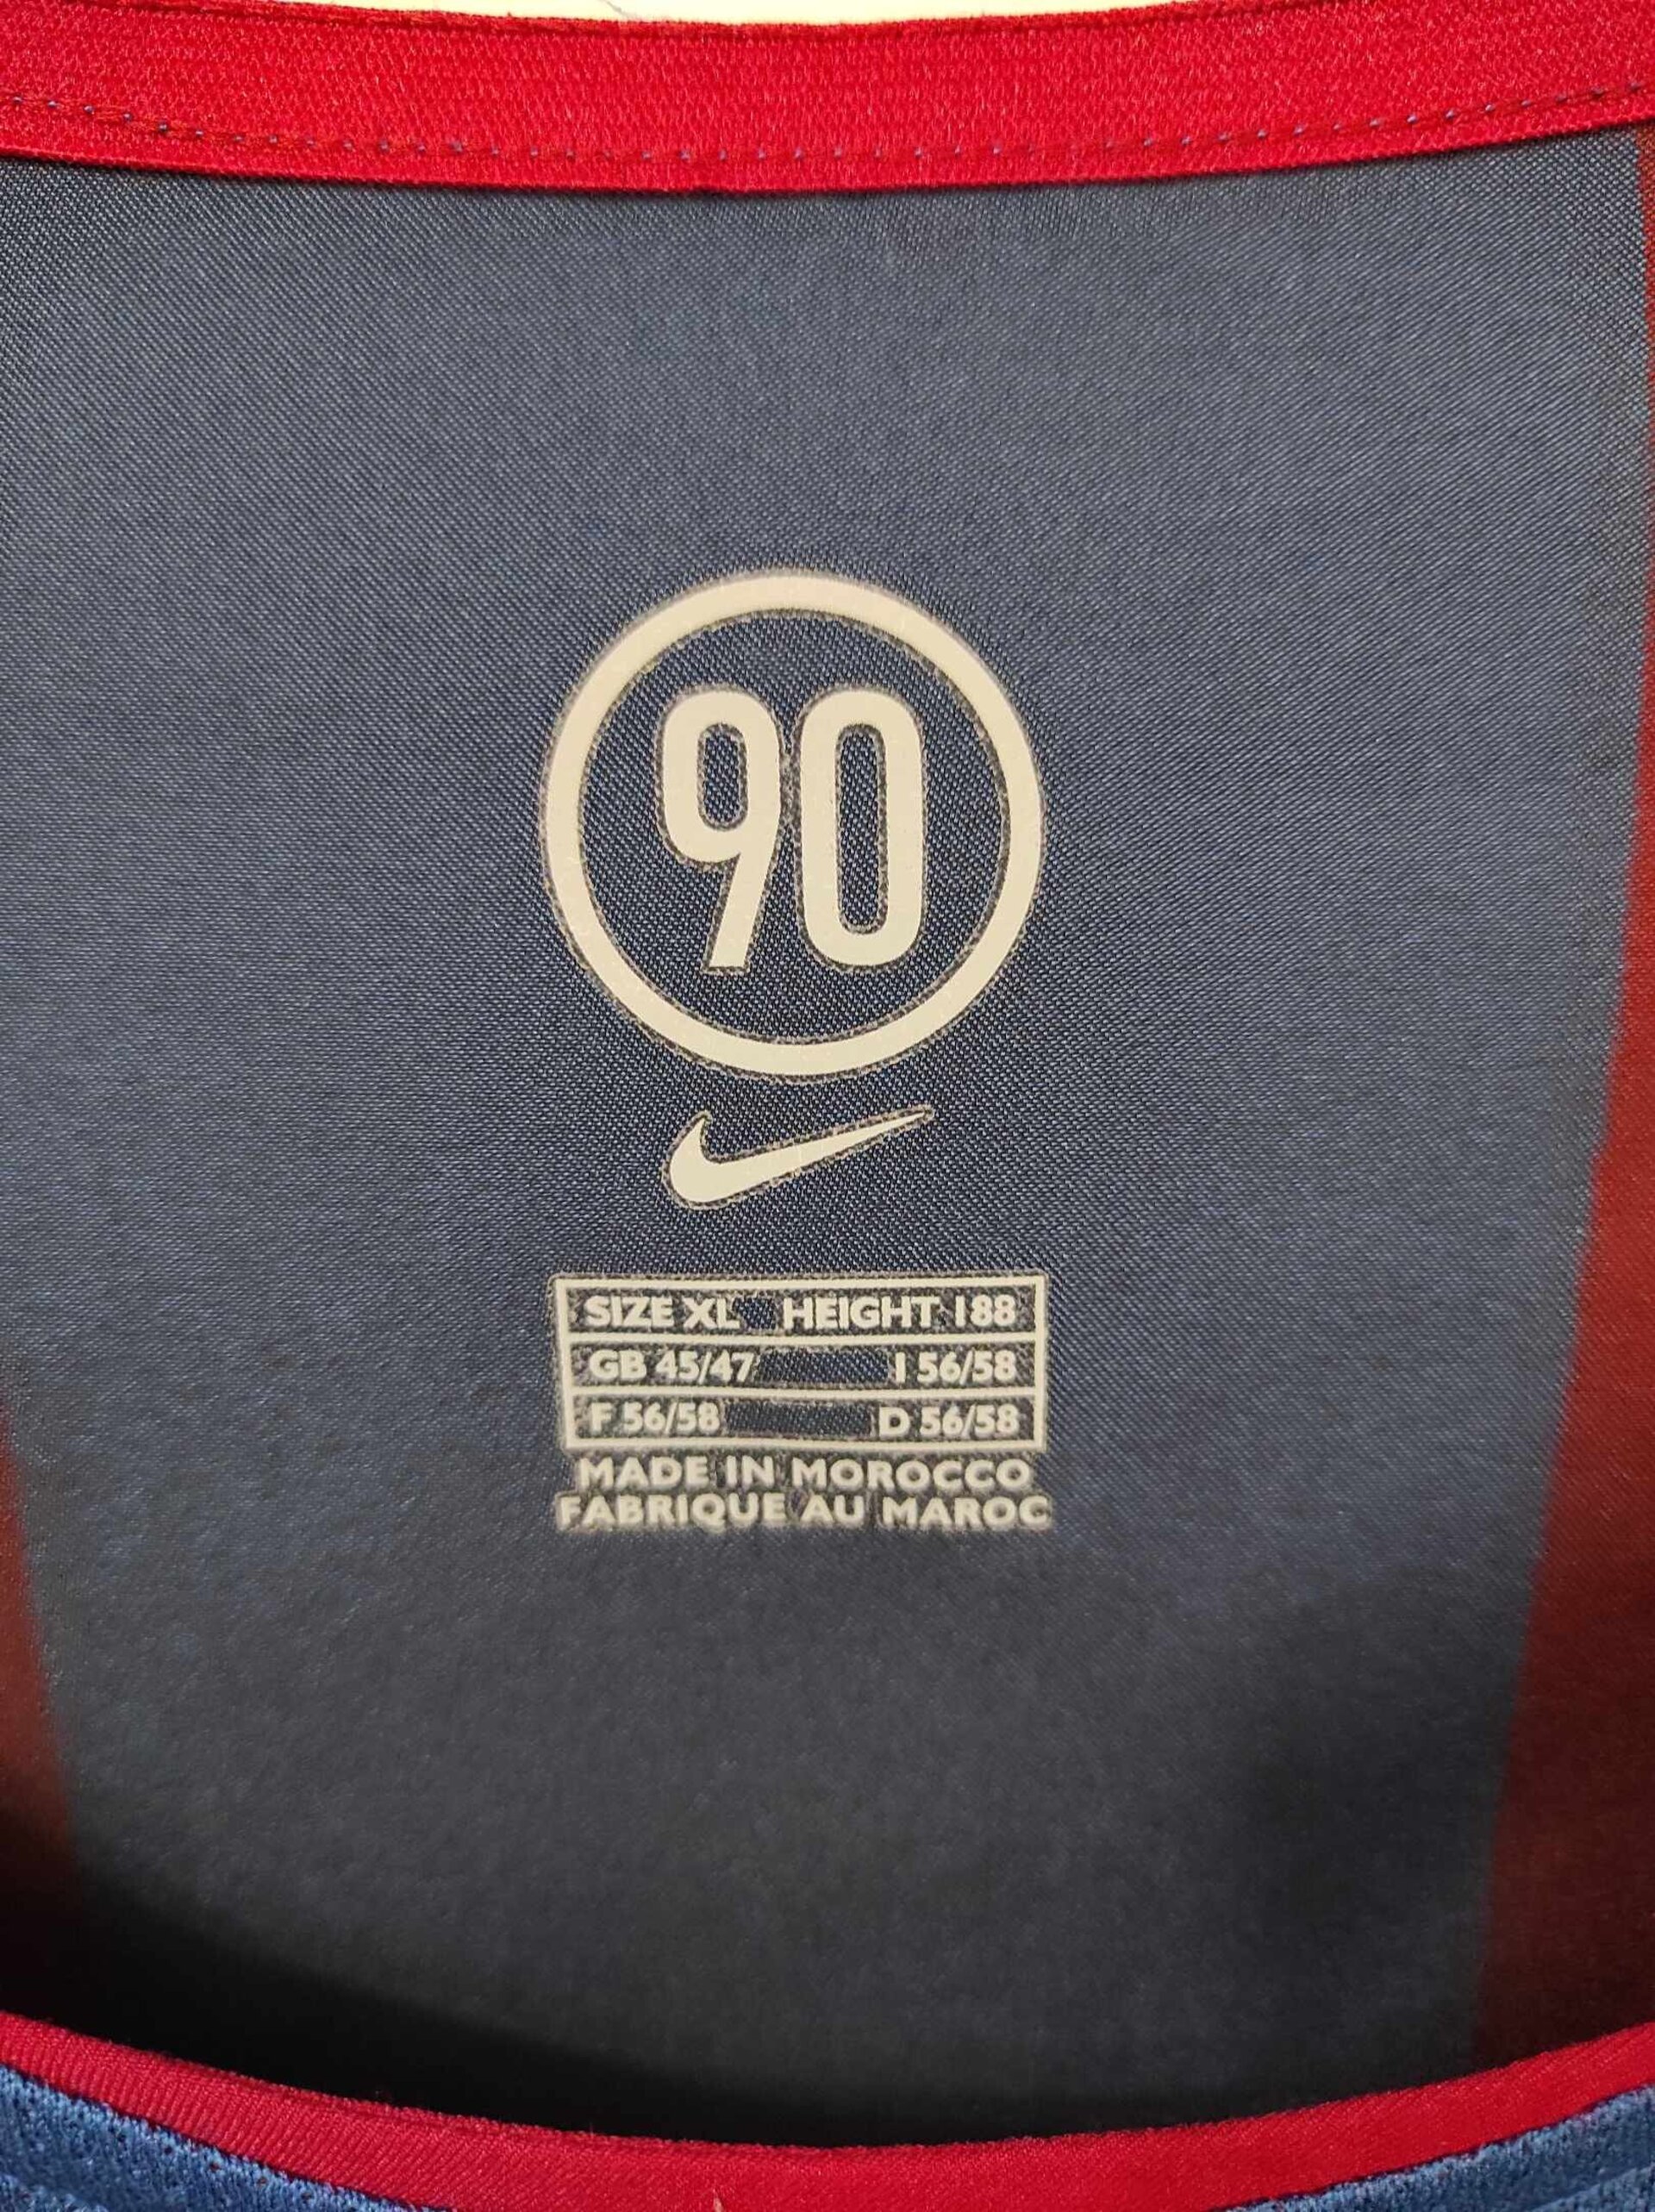 90
SIZE XL HEIGHT 188
GB 45/47 I 56/58
F 56/58 D 56/58
MADE IN MOROCCO
FABRIQUE AU MAROC